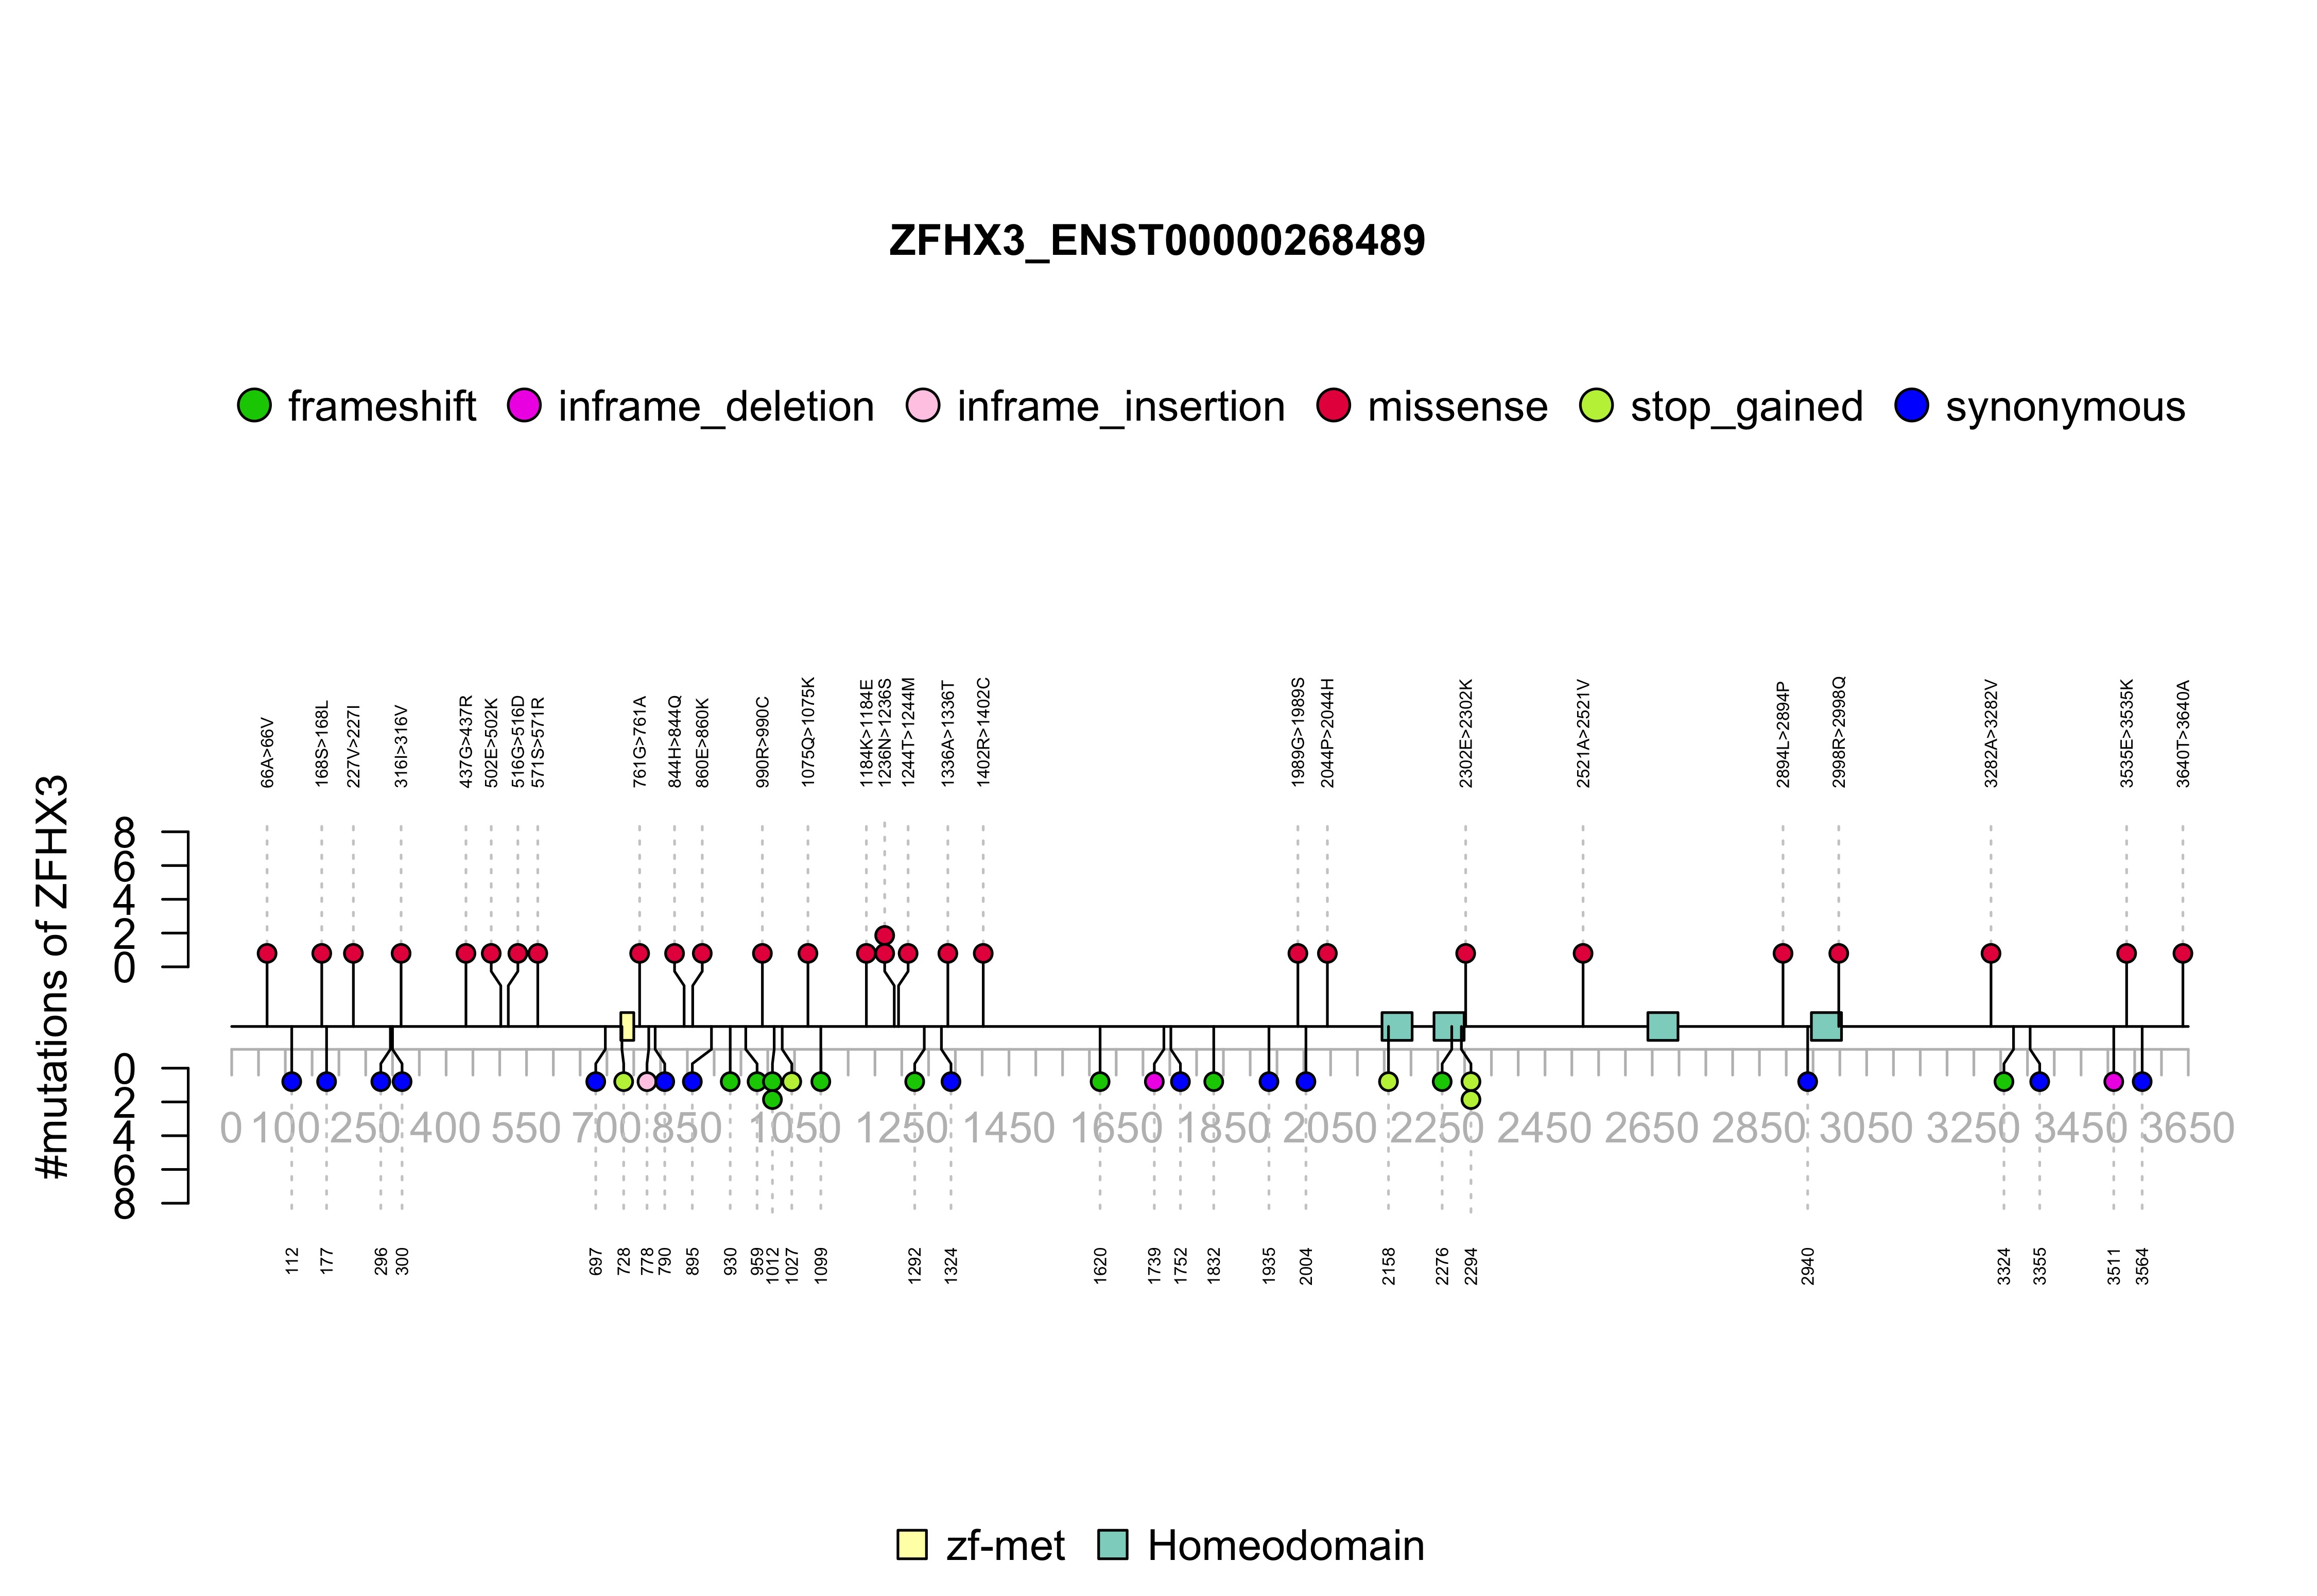 ZFHX3_ENST00000268489
frameshift inframe_deletion inframe_insertion missense stop_gained synonymous
66A>66V
168S>168L
227V>227I
316I>316V
437G>437R
502E>502K
516G>516D
571S>571R
761G>761A
844H>844Q
860E>860K
990R>990C
1075Q>1075K
1184K>1184E
1236N>1236S
1244T>1244M
1336A>1336T
1402R>1402C
1989G>1989S
2044P>2044H
2302E>2302K
2521A>2521V
2894L>2894P
2998R>2998Q
3282A>3282V
3535E>3535K
3640T>3640A
#mutations of ZFHX3
8
6
4
2
0
0
2
4
6
8
0 100 250 400 550 700 850 1050 1250 1450 1650 1850 2050 2250 2450 2650 2850 3050 3250 3450 3650
112
177
296
300
697
728
778
790
895
930
959
1012
1027
1099
1292
1324
1620
1739
1752
1832
1935
2004
2158
2276
2294
2940
3324
3355
3511
3564
zf-met Homeodomain